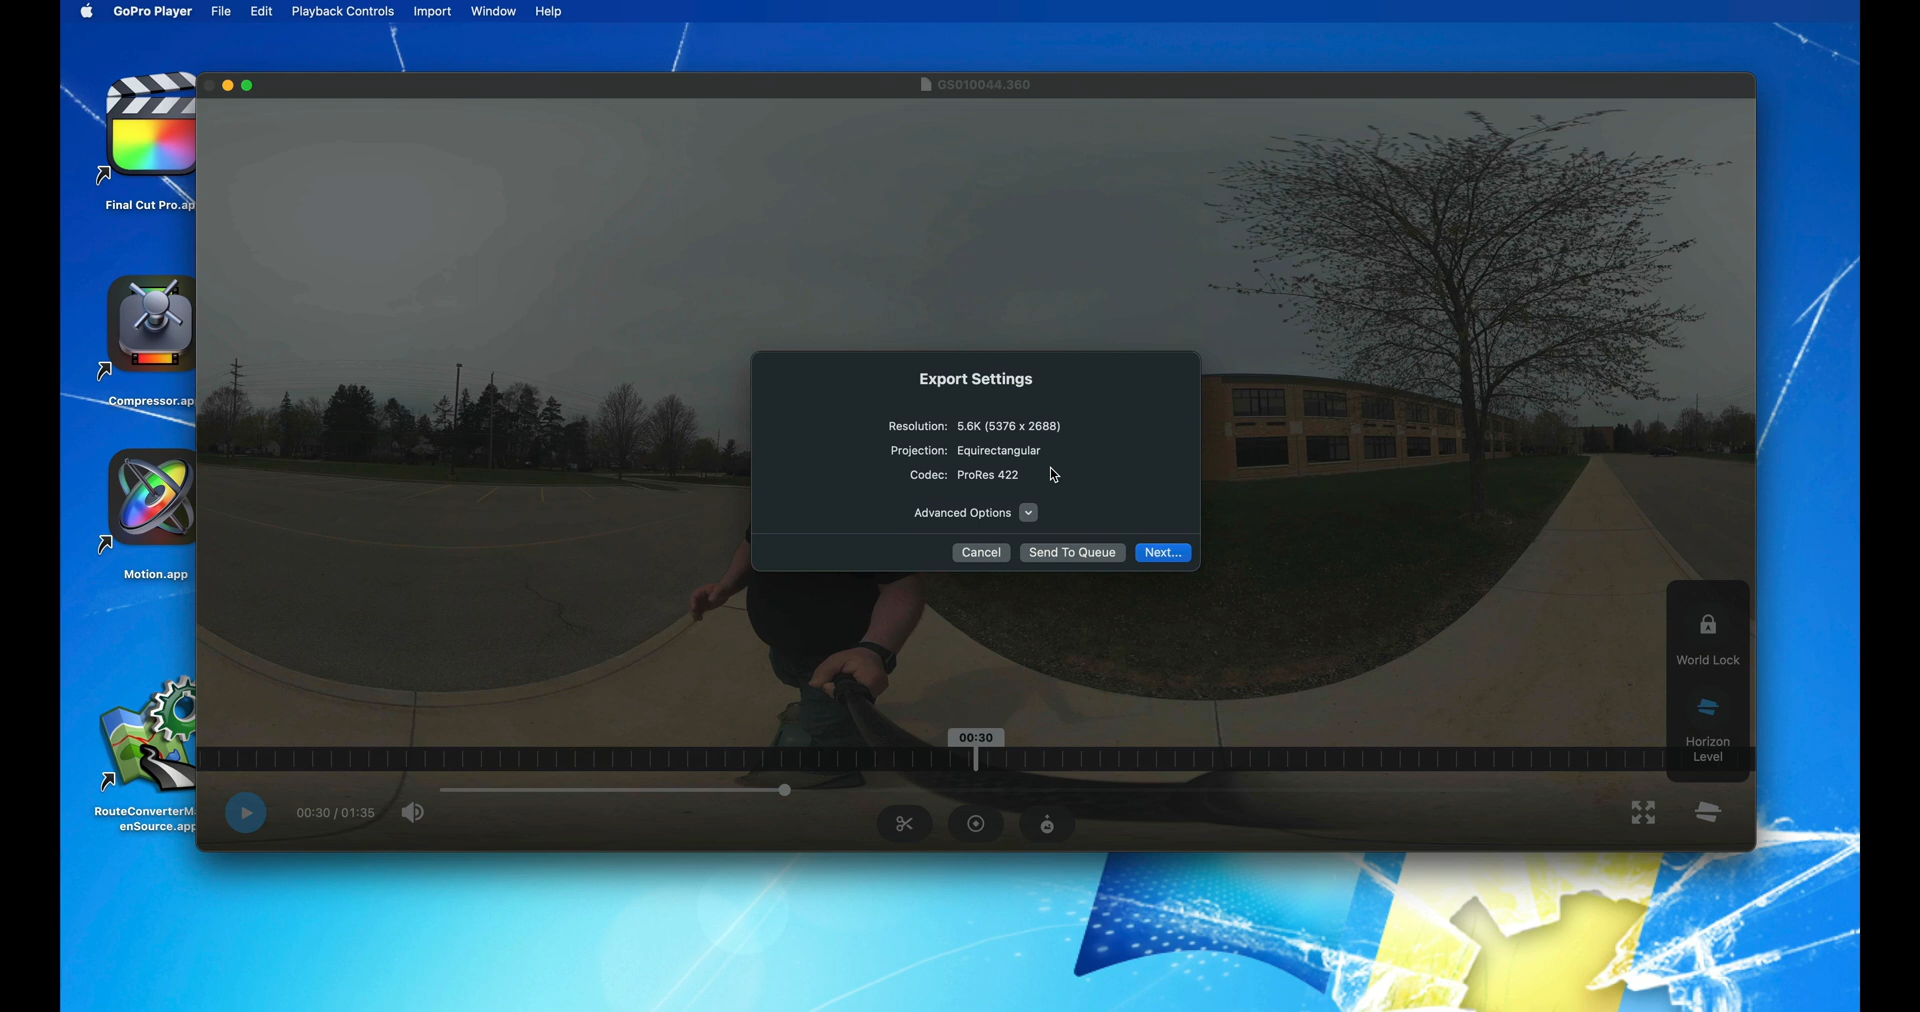 GoPro Player File Edit Playback Controls Import Window Help
GS010044.360
Final Cut Pro.ap
Compressor.ap
Motion.app
RouteConverterM
enSource.app
Export Settings
Resolution: 5.6K (5376 x 2688)
Projection: Equirectangular
Codec: ProRes 422
Advanced Options
Cancel Send To Queue Next...
World Lock
Horizon
Level
00:30
00:30 / 01:35